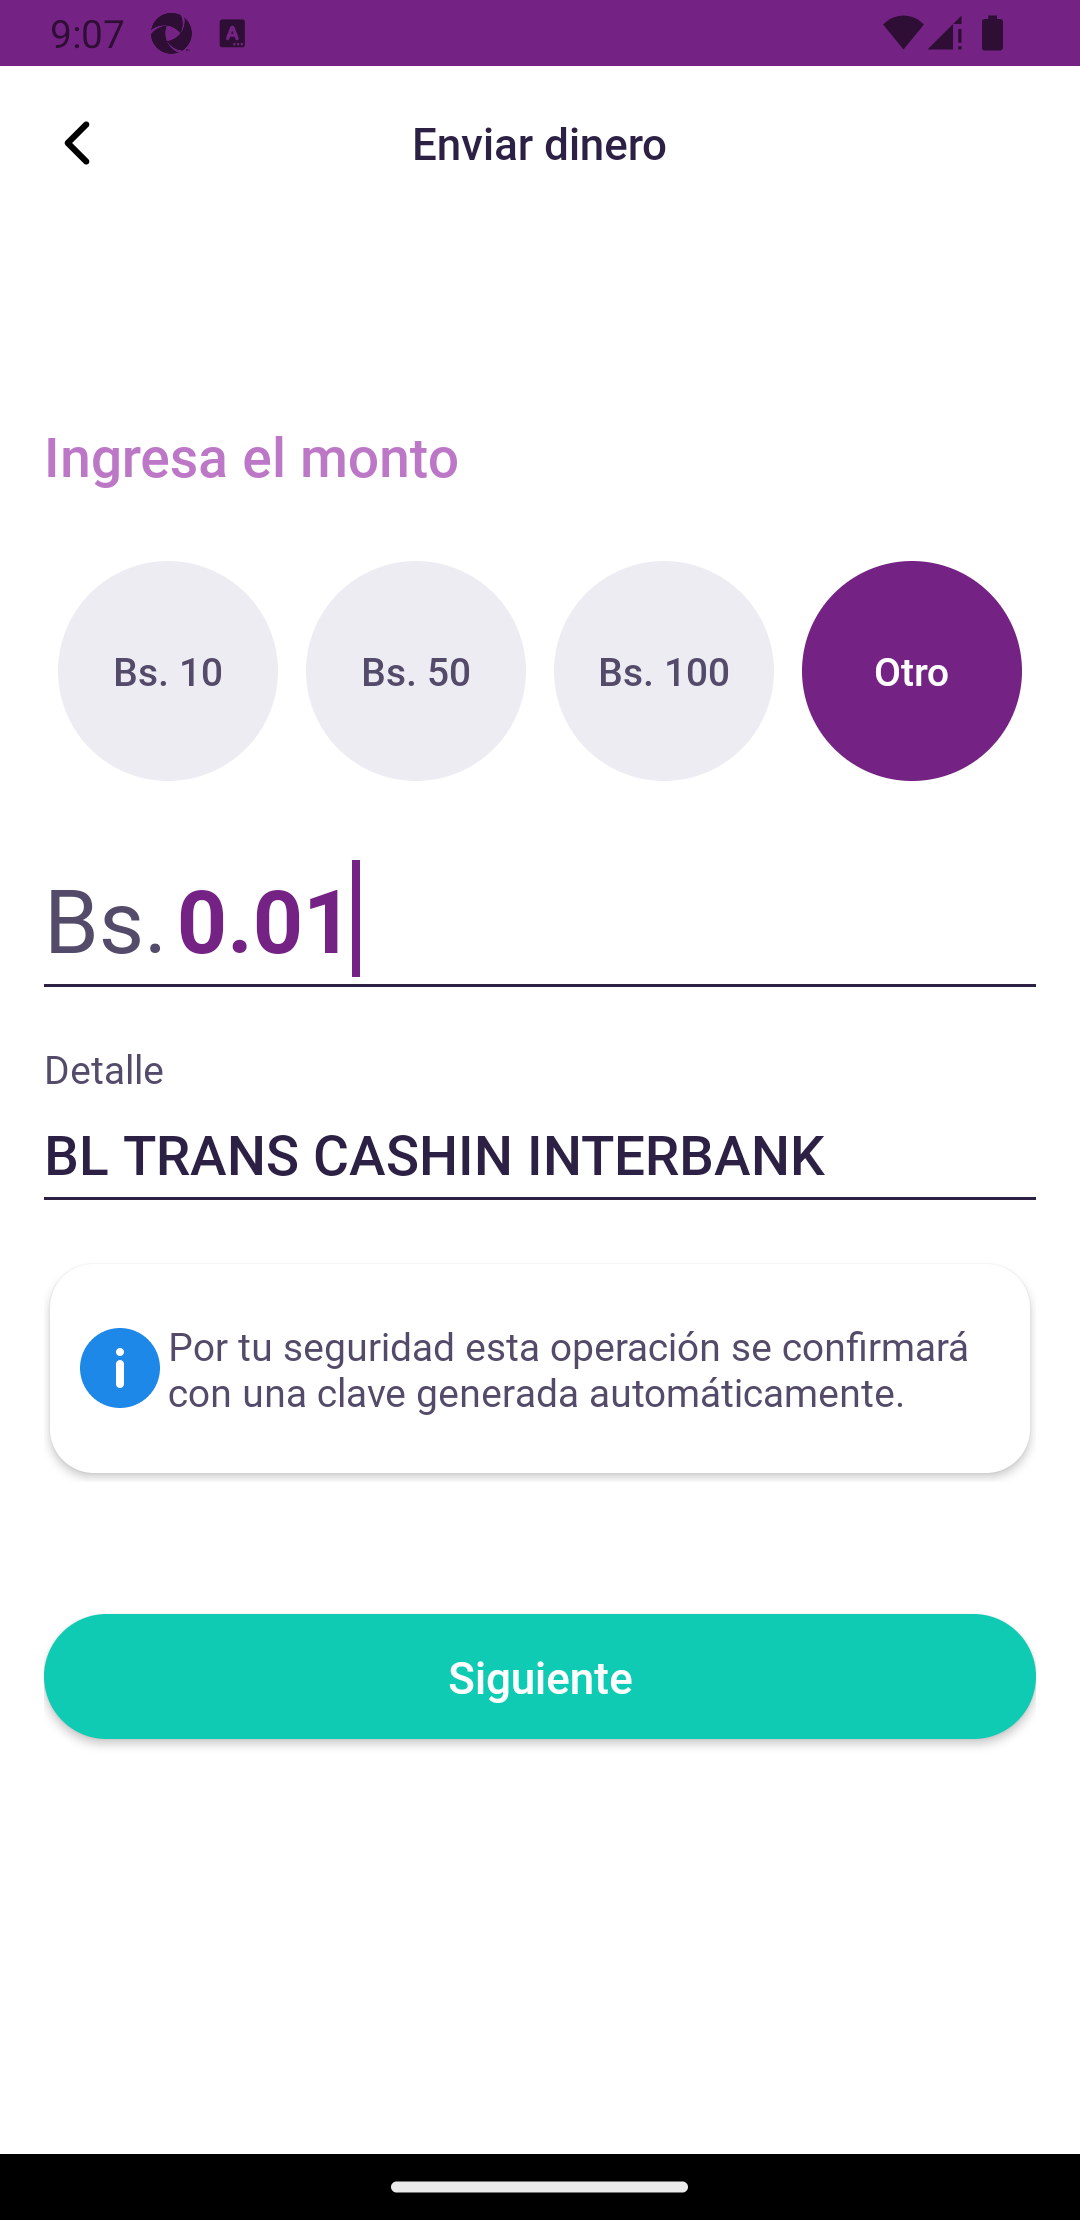 9:07
Enviar dinero
Ingresa el monto
Bs. 10
Bs. 50
Bs. 100
Otro
Bs. 0.01
Detalle
BL TRANS CASHIN INTERBANK
Por tu seguridad esta operación se confirmará
con una clave generada automáticamente.
Siguiente